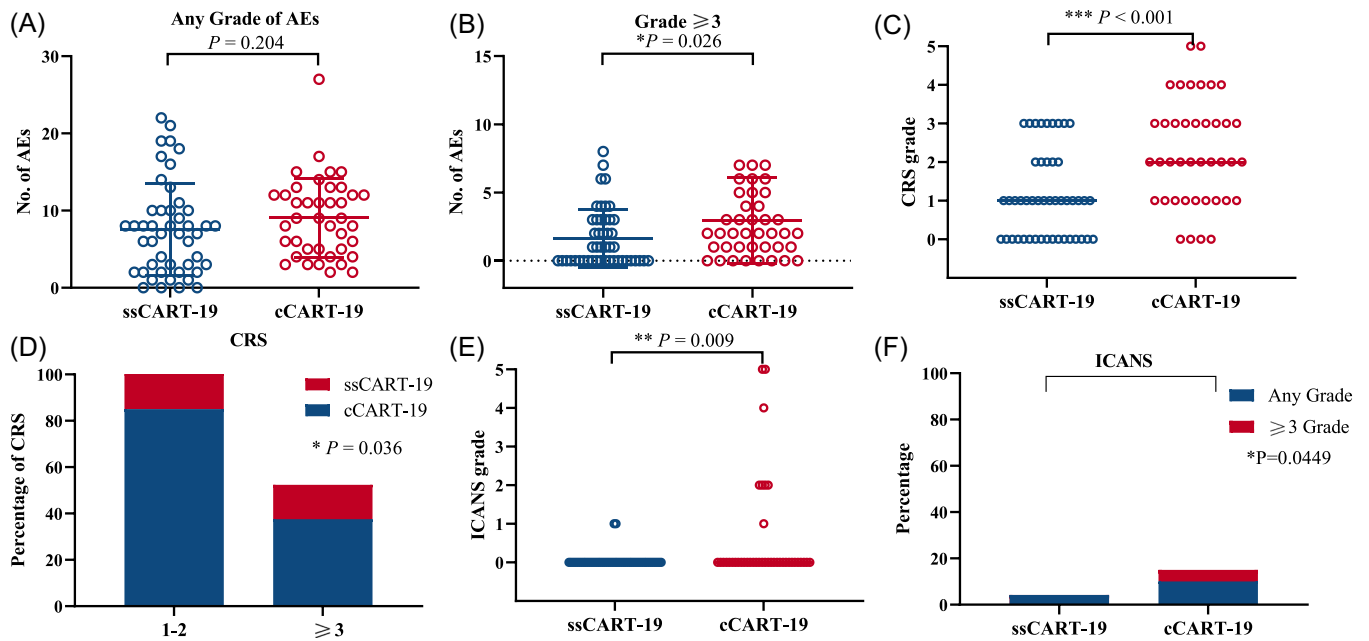 (A)
Any Grade of AEs
P = 0.204
No. of AEs
40
30
20
10
0
ssCART-19
cCART-19
(B)
Grade ⩾3
*P = 0.026
No. of AEs
15
10
5
0
ssCART-19
cCART-19
(C)
*** P < 0.001
CRS grade
5
4
3
2
1
0
ssCART-19
cCART-19
(D)
CRS
Percentage of CRS
100
80
60
40
20
0
1-2
⩾ 3
ssCART-19
cCART-19
* P = 0.036
(E)
** P = 0.009
ICANS grade
5
4
3
2
1
0
ssCART-19
cCART-19
(F)
ICANS
Percentage
100
80
60
40
20
0
ssCART-19
cCART-19
Any Grade
⩾3 Grade
*P=0.0449